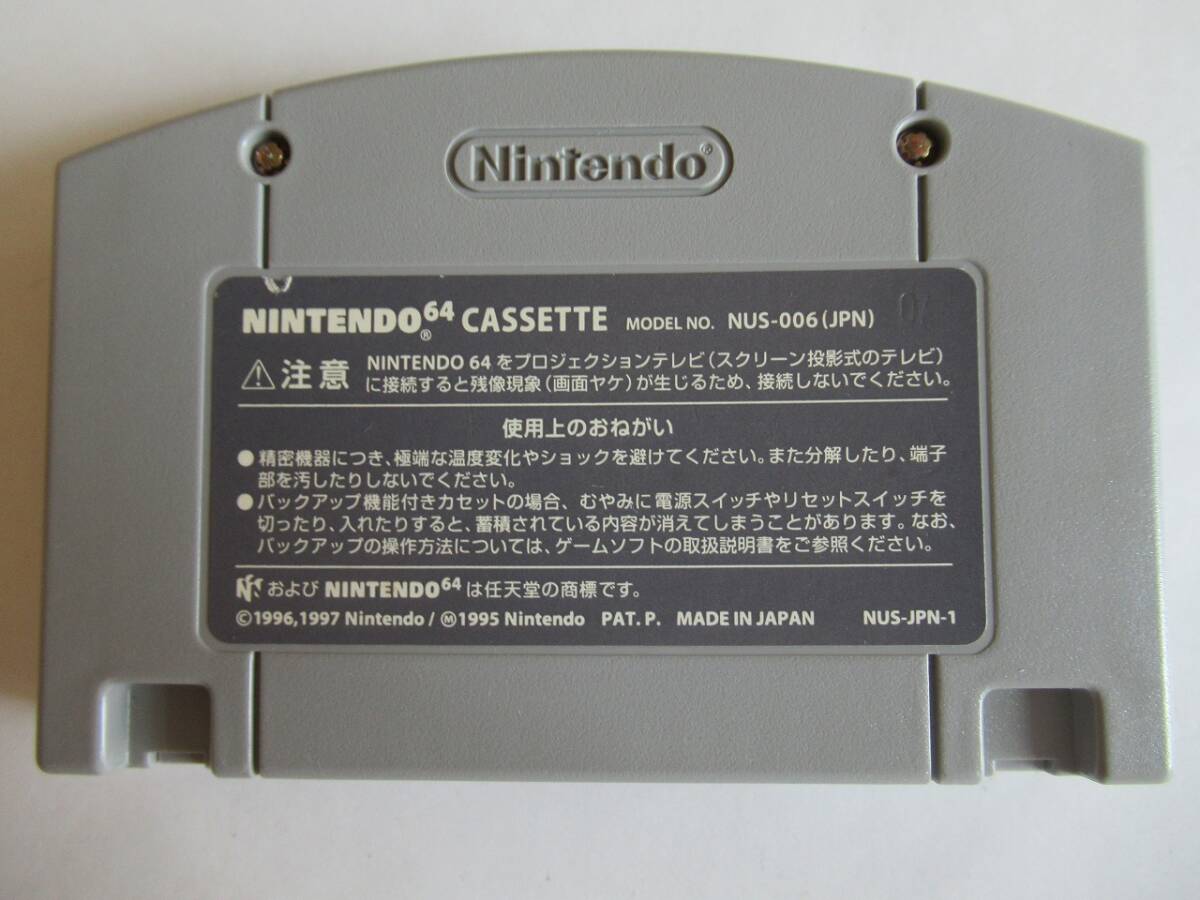 Nintendo®
NINTENDO®64 CASSETTE MODEL NO. NUS-006(JPN) 07
⚠注意 NINTENDO 64 をプロジェクションテレビ(スクリーン投影式のテレビ)
に接続すると残像現象(画面ヤケ)が生じるため、接続しないでください。
使用上のおねがい
●精密機器につき、極端な温度変化やショックを避けてください。また分解したり、端子
部を汚したりしないでください。
●バックアップ機能付きカセットの場合、むやみに電源スイッチやリセットスイッチを
切ったり、入れたりすると、蓄積されている内容が消えてしまうことがあります。なお、
バックアップの操作方法については、ゲームソフトの取扱説明書をご参照ください。
および NINTENDO64 は任天堂の商標です。
©1996,1997 Nintendo / Ⓜ1995 Nintendo PAT. P. MADE IN JAPAN NUS-JPN-1